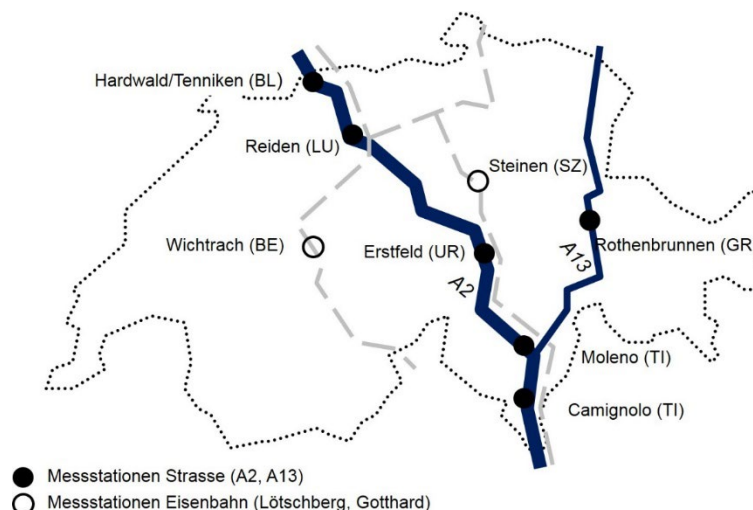 Hardwald/Tenniken (BL)
Reiden (LU)
Steinen (SZ)
Wichtrach (BE)
Erstfeld (UR)
Rothenbrunnen (GR
A2
A13
Moleno (TI)
Camignolo (TI)
Messstationen Strasse (A2, A13)
Messstationen Eisenbahn (Lötschberg, Gotthard)